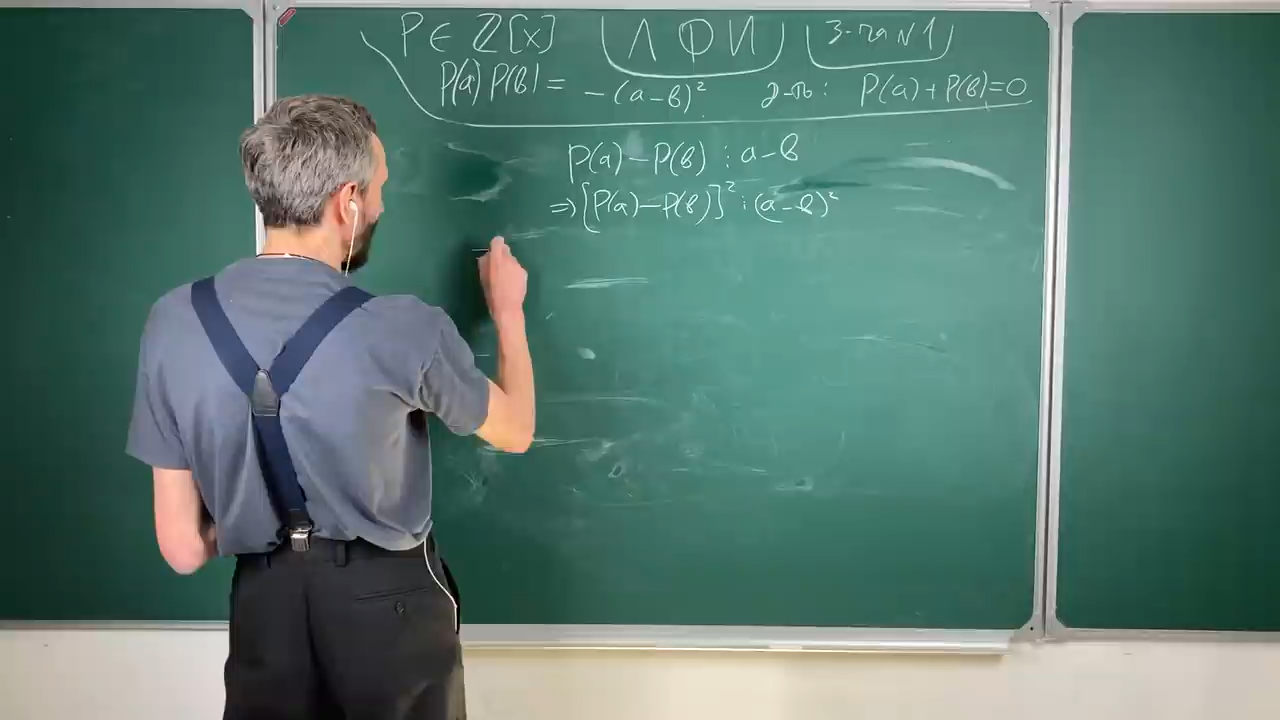 P ∈ ℤ[x] ЛФИ з-ча №1
P(a) P(в) = -(a-в)² д-ть: P(a)+P(в)=0
P(a)-P(в) ⋮ a-в
⇒ [P(a)-P(в)]² ⋮ (a-в)²